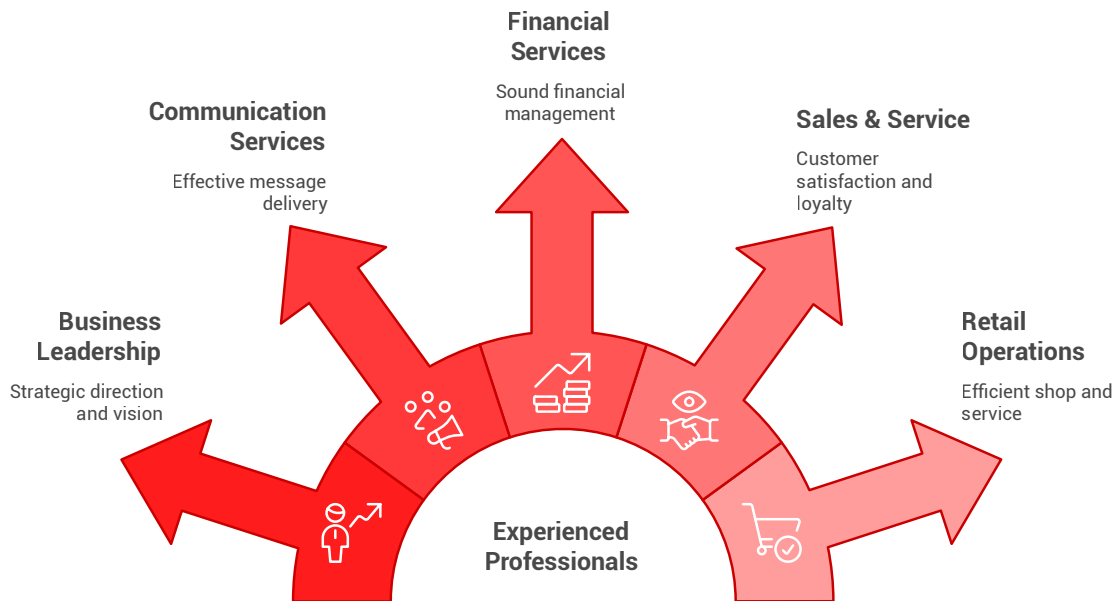 Financial
Services
Sound financial
management
Communication
Services
Effective message
delivery
Sales & Service
Customer
satisfaction and
loyalty
Business
Leadership
Strategic direction
and vision
Retail
Operations
Efficient shop and
service
Experienced
Professionals